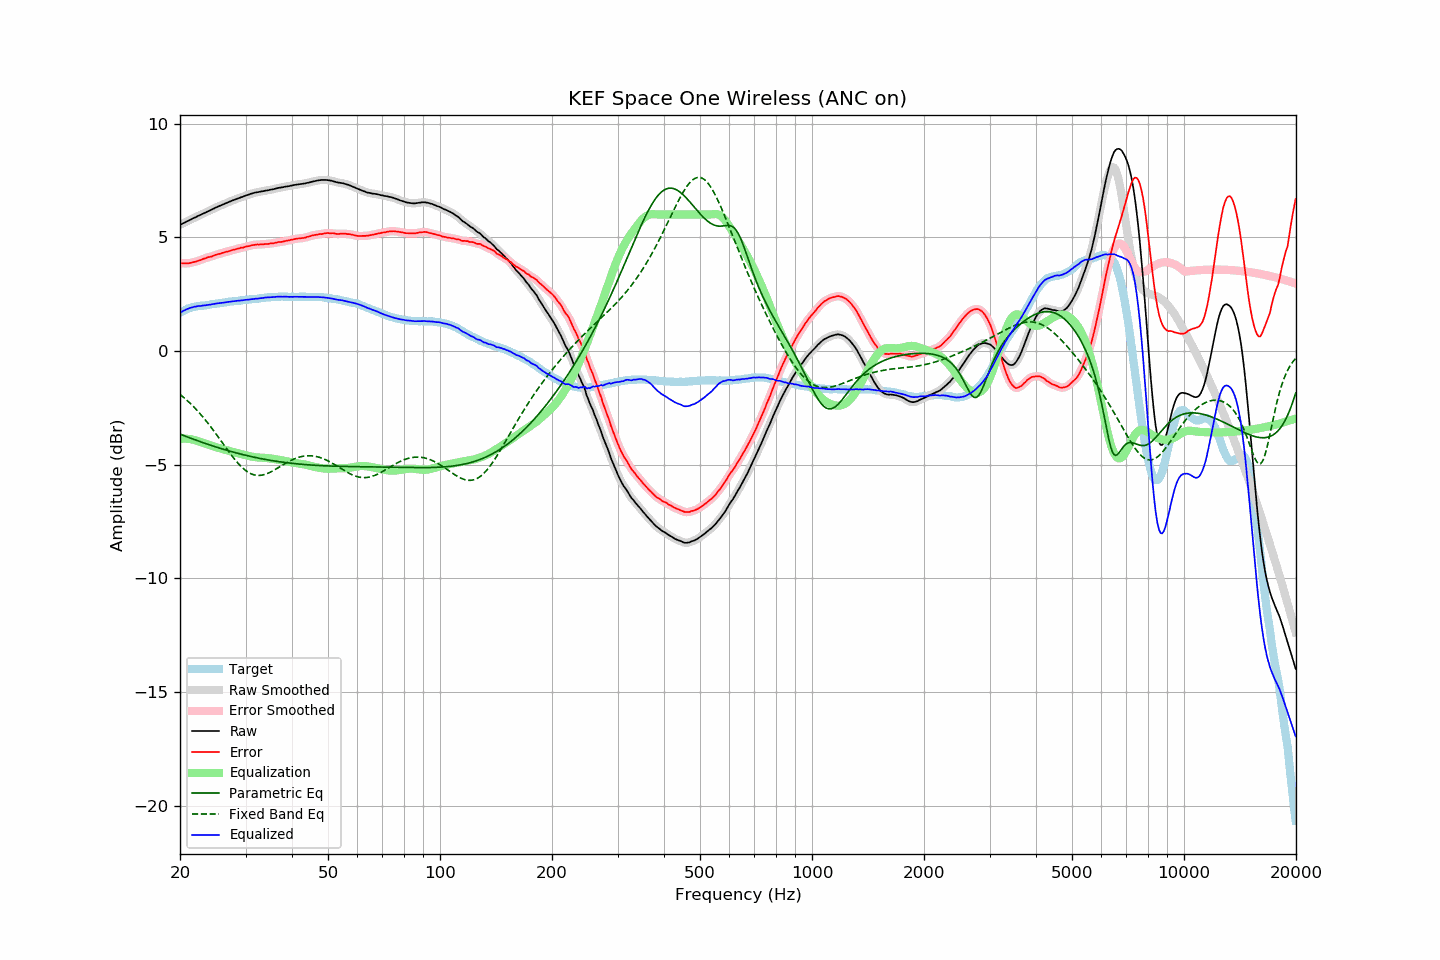 KEF Space One Wireless (ANC on)
10
5
0
−5
−10
−15
−20
Amplitude (dBr)
Target
Raw Smoothed
Error Smoothed
Raw
Error
Equalization
Parametric Eq
Fixed Band Eq
Equalized
20 50 100 200 500 1000 2000 5000 10000 20000
Frequency (Hz)